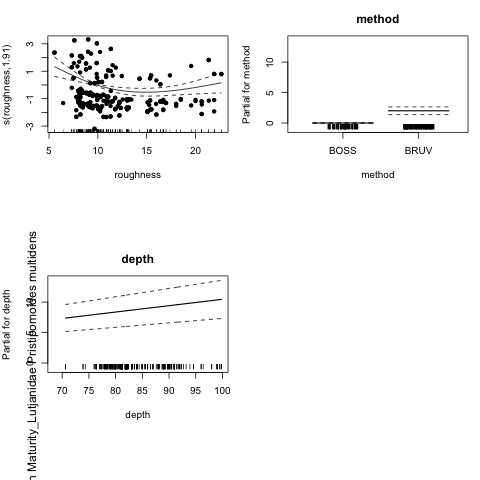 s(roughness,1.91)
3
1
-1
-3
5
10
15
20
roughness
method
Partial for method
10
5
0
BOSS
BRUV
method
depth
Partial for depth
70
75
80
85
90
95
100
depth
Maturity_Lutjanidae Pristipomoides multidens